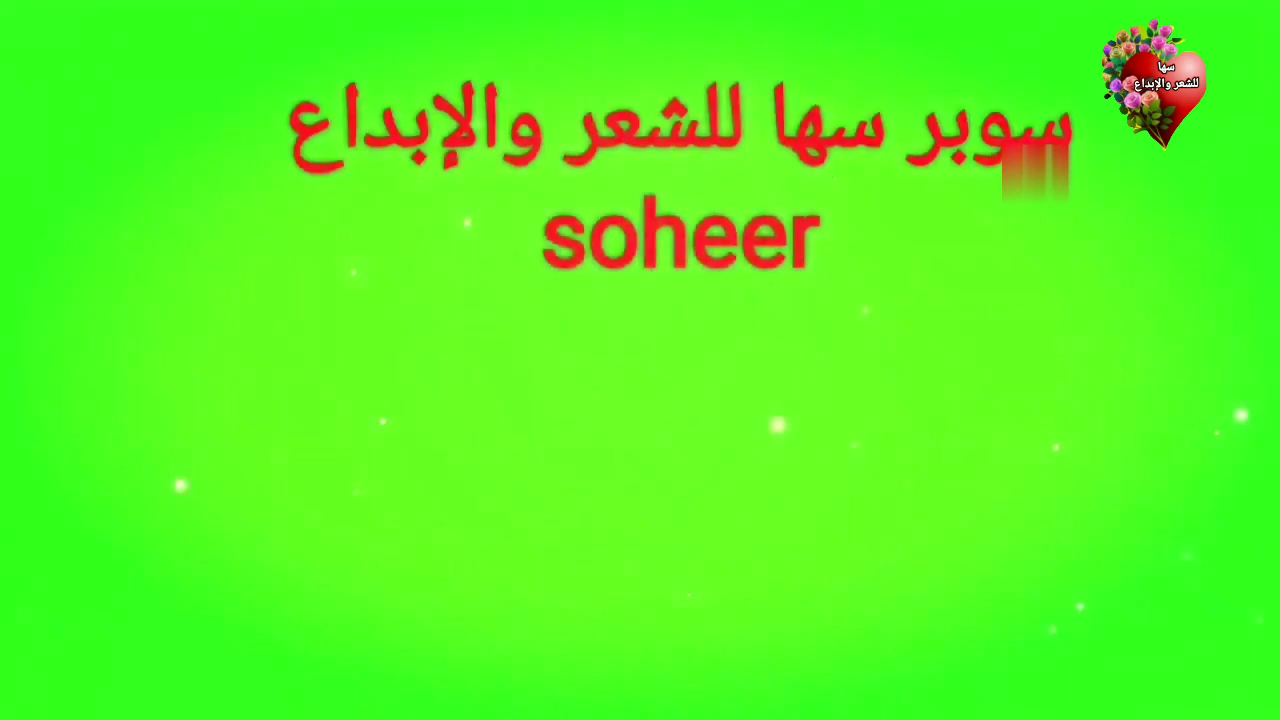 سوبر سها للشعر والإبداع
soheer
سها
للشعر والإبداع